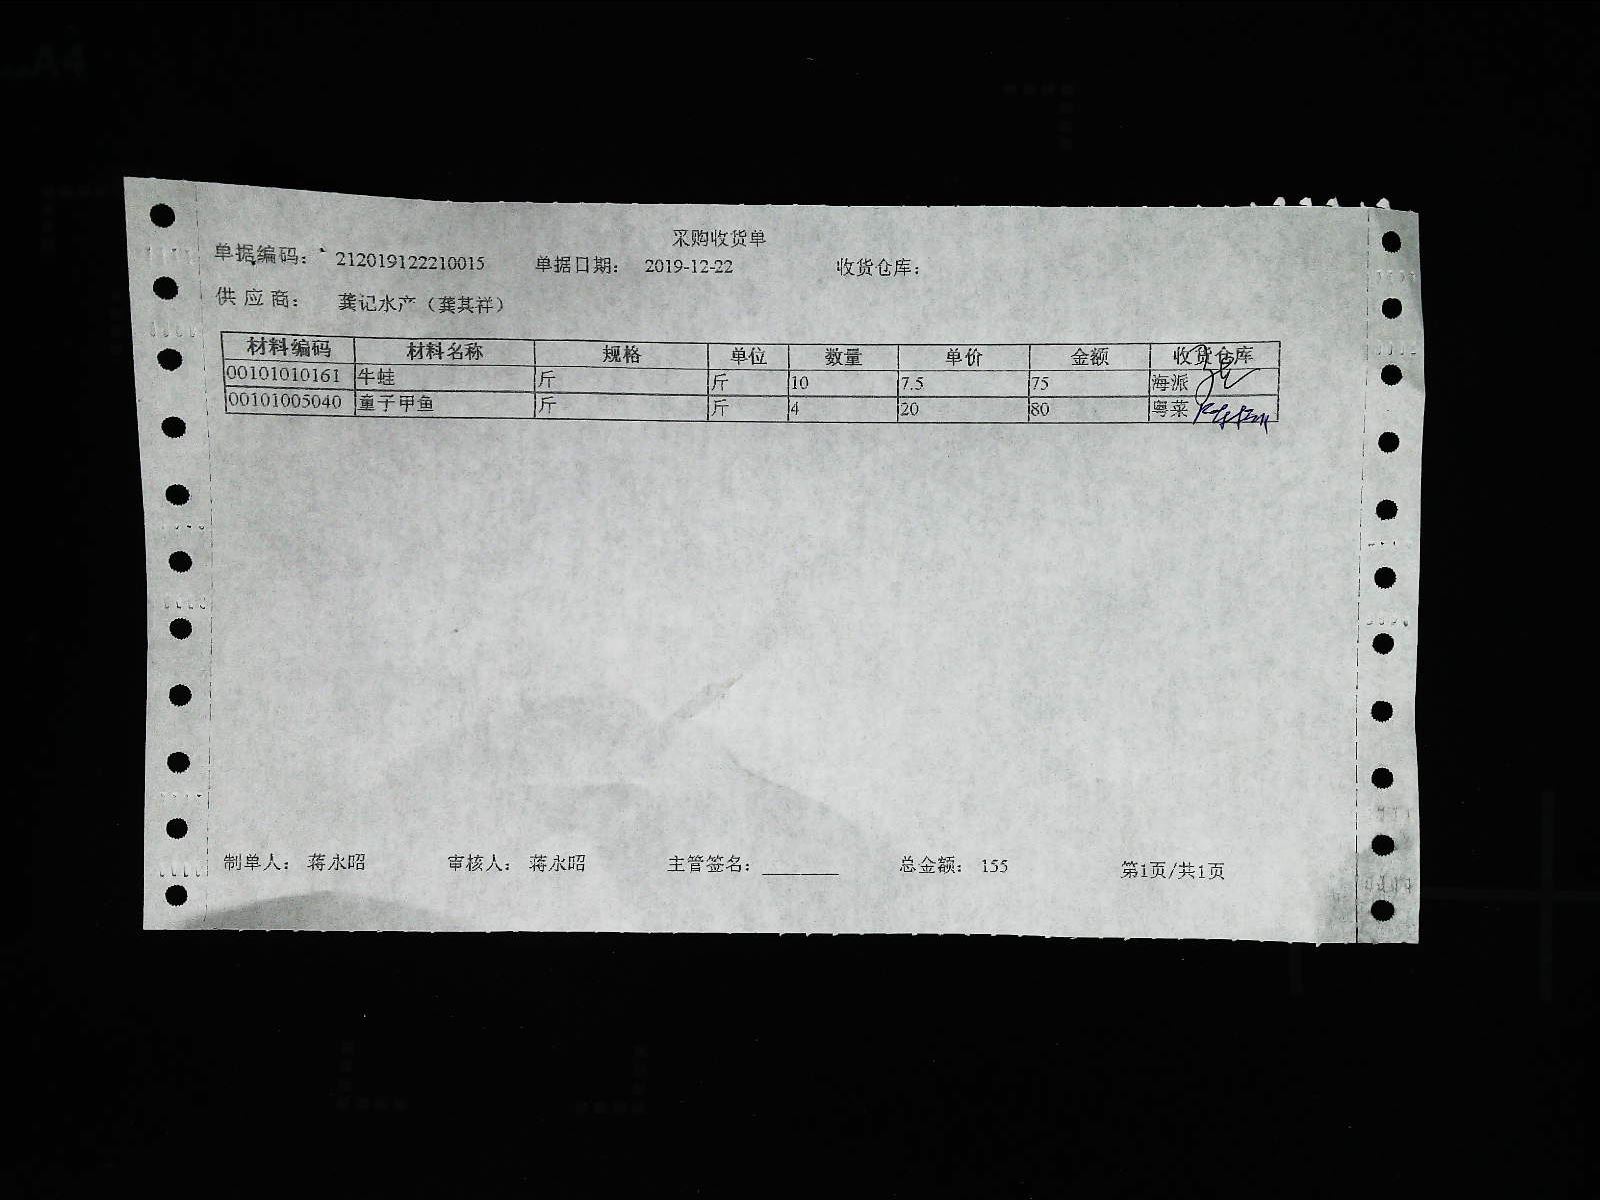 采购收货单
单据编码： 212019122210015 单据日期： 2019-12-22 收货仓库：
供应商： 龚记水产（龚其祥）
材料编码 材料名称 规格 单位 数量 单价 金额 收货仓库
00101010161 牛蛙 斤 斤 10 7.5 75 海派
00101005040 童子甲鱼 斤 斤 4 20 80 粤菜
制单人： 蒋永昭 审核人： 蒋永昭 主管签名：________ 总金额： 155 第1页/共1页